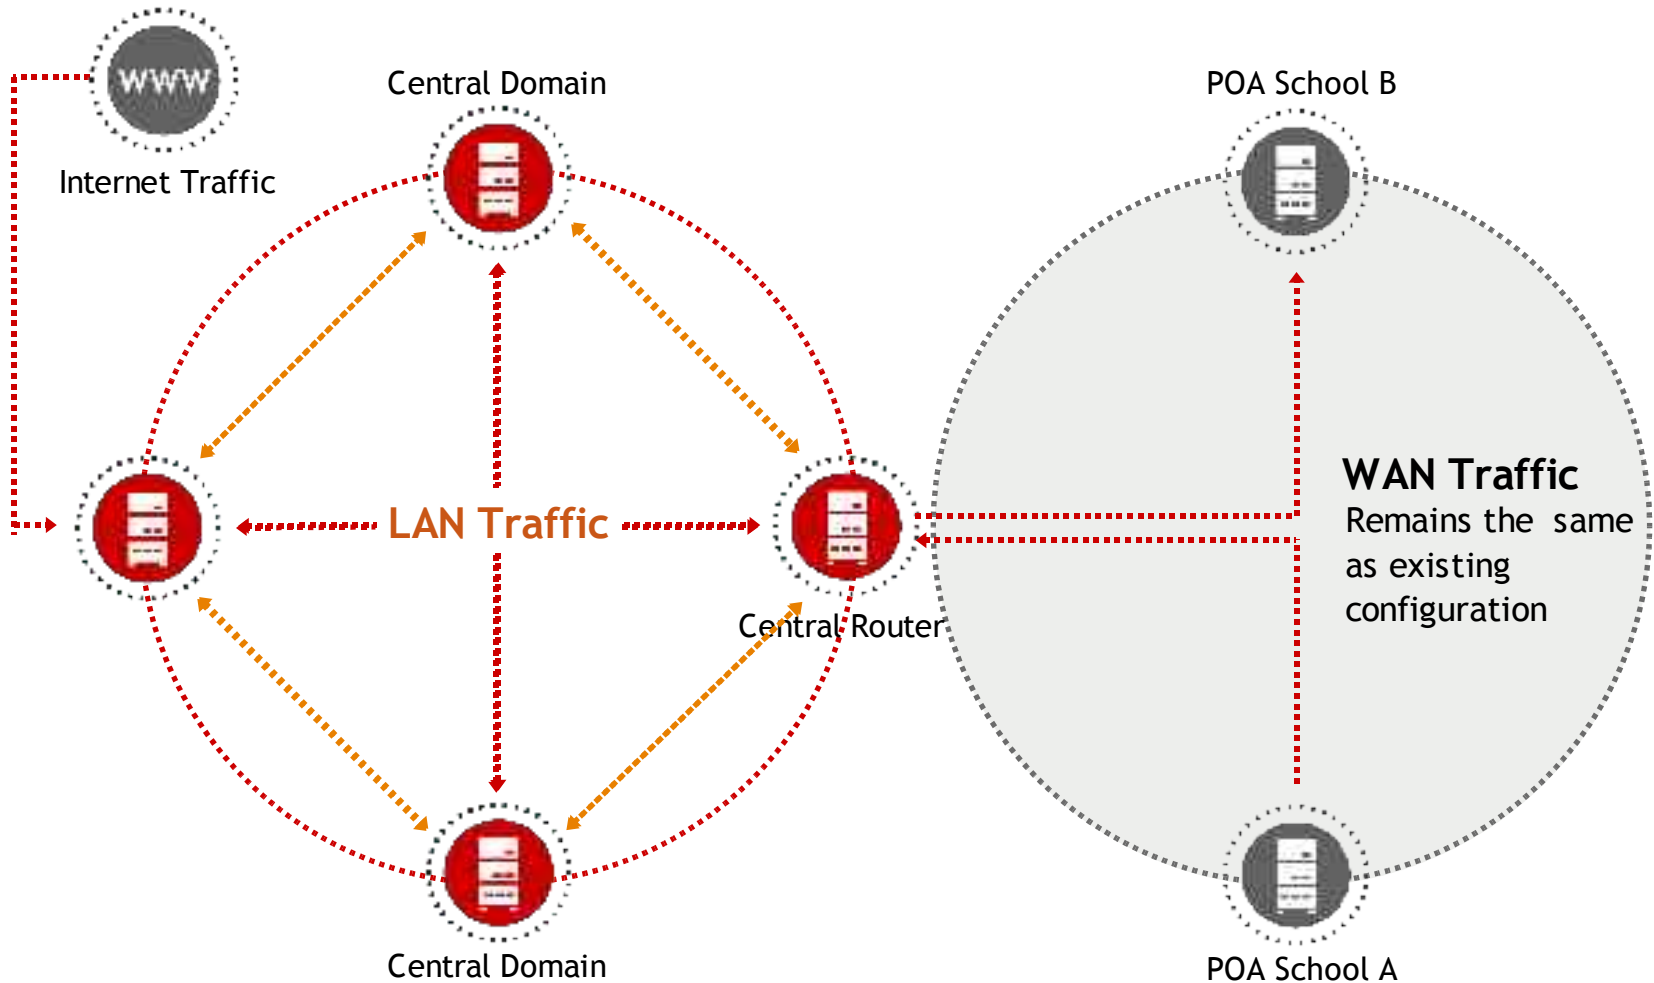 WWW
Internet Traffic
Central Domain
POA School B
LAN Traffic
Central Router
WAN Traffic
Remains the same
as existing
configuration
Central Domain
POA School A